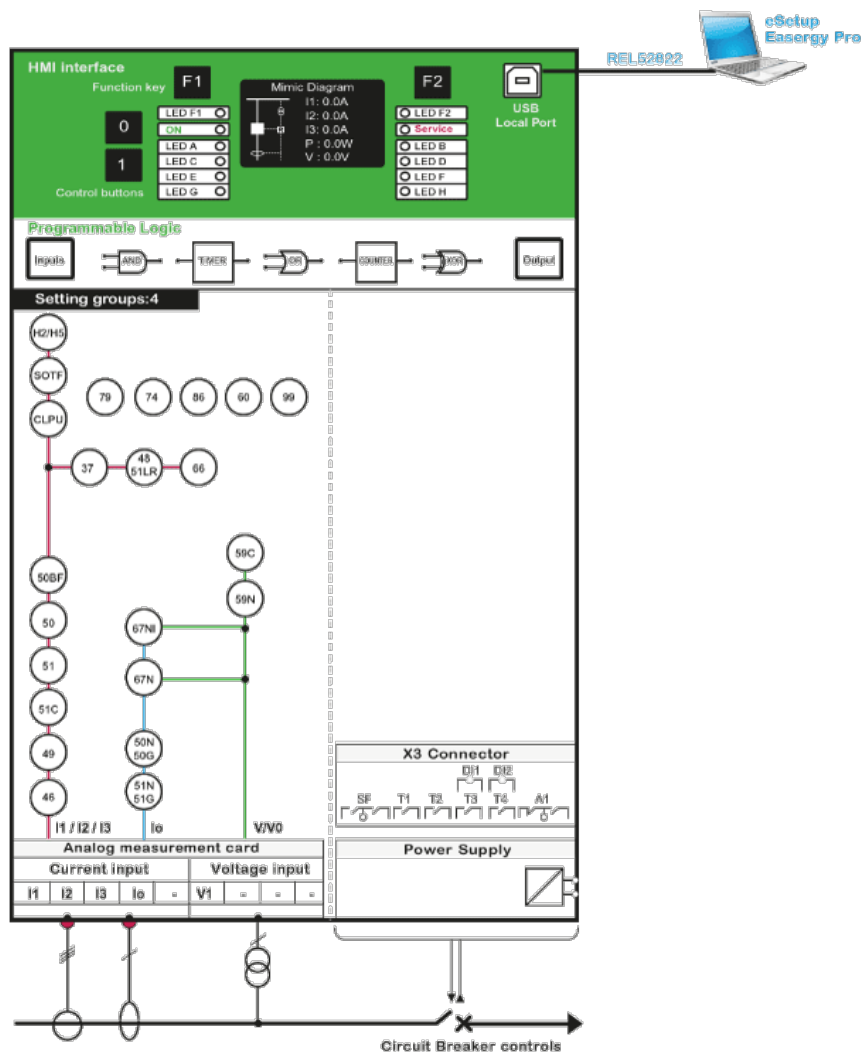 eSetup
Easergy Pro
REL52822
HMI interface
Function key
F1
Mimic Diagram
F2
I1: 0.0A
I2: 0.0A
I3: 0.0A
P : 0.0W
V : 0.0V
USB
Local Port
0
1
Control buttons
LED F1
ON
LED A
LED C
LED E
LED G
LED F2
Service
LED B
LED D
LED F
LED H
Programmable Logic
Inputs
AND
TIMER
OR
COUNTER
XOR
Output
Setting groups:4
H2/H5
SOTF
CLPU
79
74
86
60
99
37
48
51LR
66
59C
59N
50BF
50
51
51C
49
46
67NI
67N
50N
50G
51N
51G
I1 / I2 / I3
Io
V/V0
X3 Connector
DI1 DI2
SF T1 T2 T3 T4 A1
Analog measurement card
Power Supply
Current input
Voltage input
I1 I2 I3 Io - V1 - - -
Circuit Breaker controls